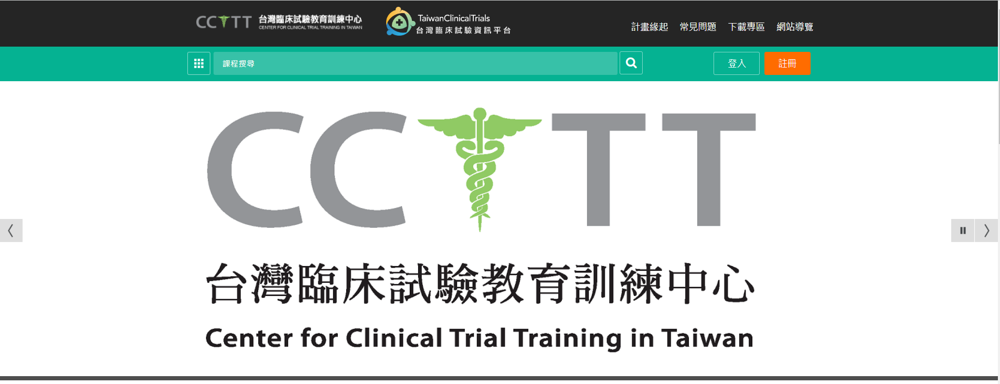 CCTT 台灣臨床試驗教育訓練中心
CENTER FOR CLINICAL TRIAL TRAINING IN TAIWAN
TaiwanClinicalTrials
台灣臨床試驗資訊平台
計畫緣起 常見問題 下載專區 網站導覽
課程搜尋
登入 註冊
CC TT
台灣臨床試驗教育訓練中心
Center for Clinical Trial Training in Taiwan